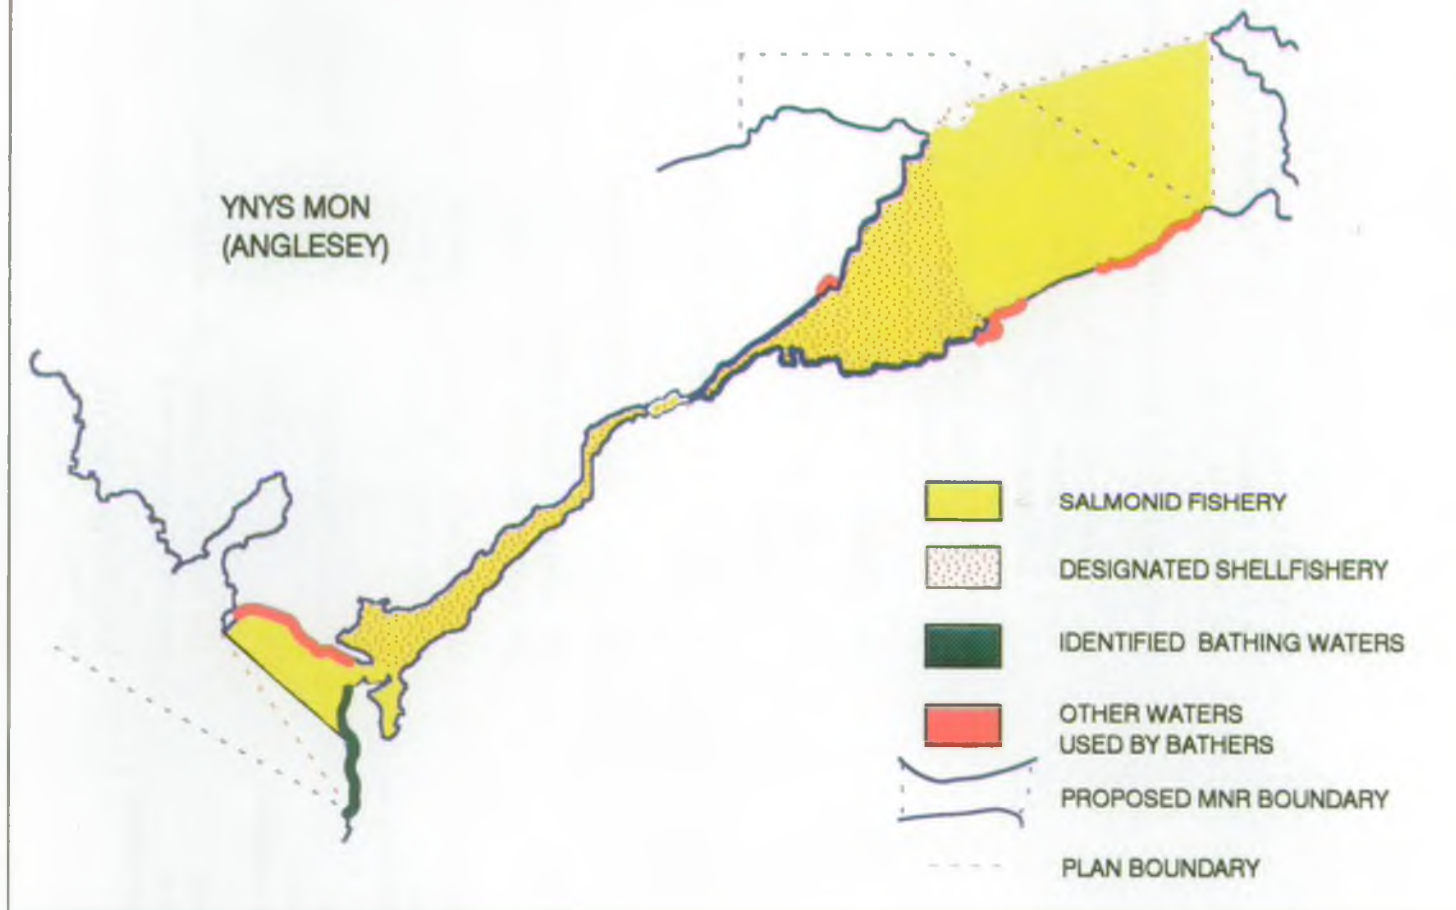 YNYS MON
(ANGLESEY)
SALMONID FISHERY
DESIGNATED SHELLFISHERY
IDENTIFIED BATHING WATERS
OTHER WATERS
USED BY BATHERS
PROPOSED MNR BOUNDARY
PLAN BOUNDARY